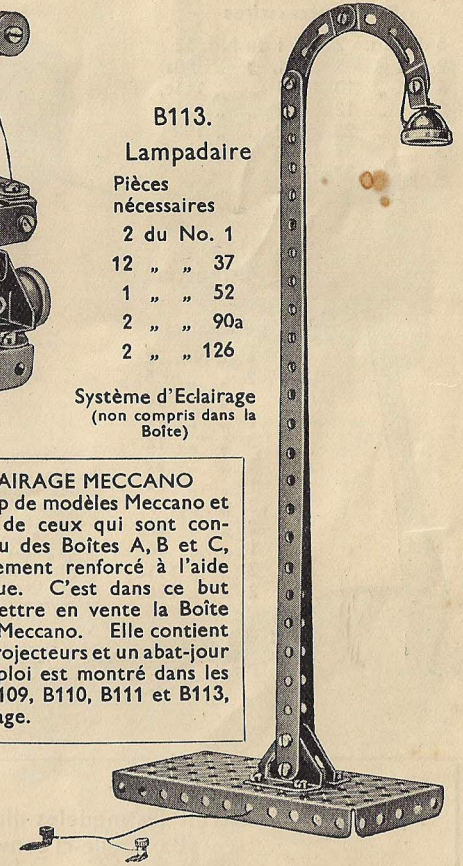 B113.
Lampadaire
Pièces
nécessaires
2 du No. 1
12 „ „ 37
1 „ „ 52
2 „ „ 90a
2 „ „ 126
Système d'Eclairage
(non compris dans la
Boîte)
AIRAGE MECCANO
p de modèles Meccano et
de ceux qui sont con-
u des Boîtes A, B et C,
ement renforcé à l'aide
ue. C'est dans ce but
ettre en vente la Boîte
Meccano. Elle contient
rojecteurs et un abat-jour
ploi est montré dans les
109, B110, B111 et B113,
age.